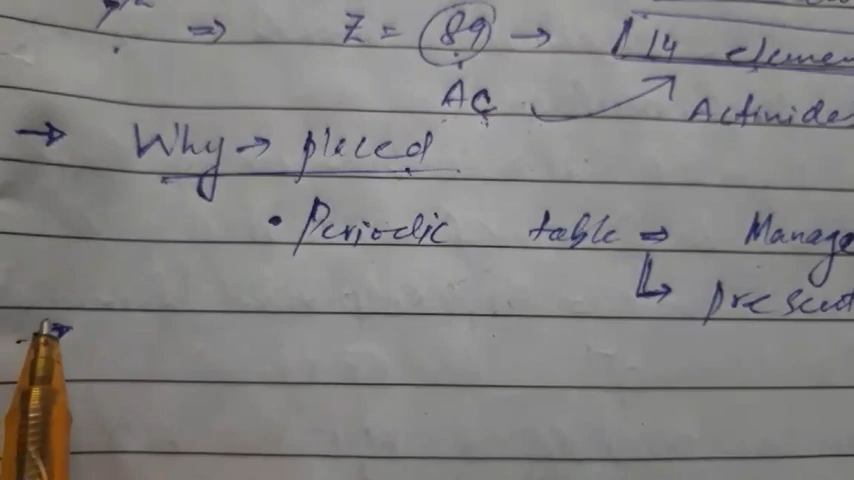 ⇒ Z = 89 → 14 elemen
Ac Actinide
→ Why → placed
• Periodic table ⇒ Manage
↳ present